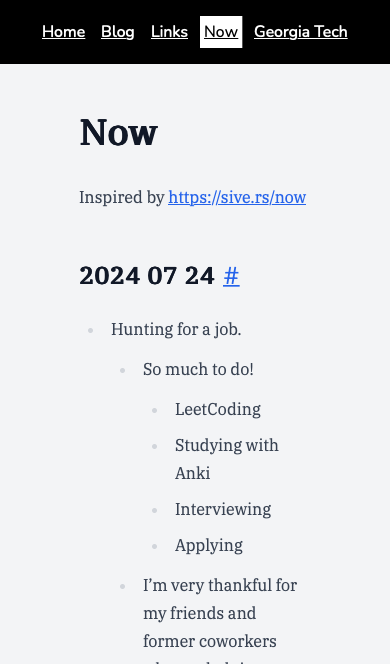 Home Blog Links Now Georgia Tech
Now
Inspired by https://sive.rs/now
2024 07 24 #
Hunting for a job.
So much to do!
LeetCoding
Studying with
Anki
Interviewing
Applying
I’m very thankful for
my friends and
former coworkers